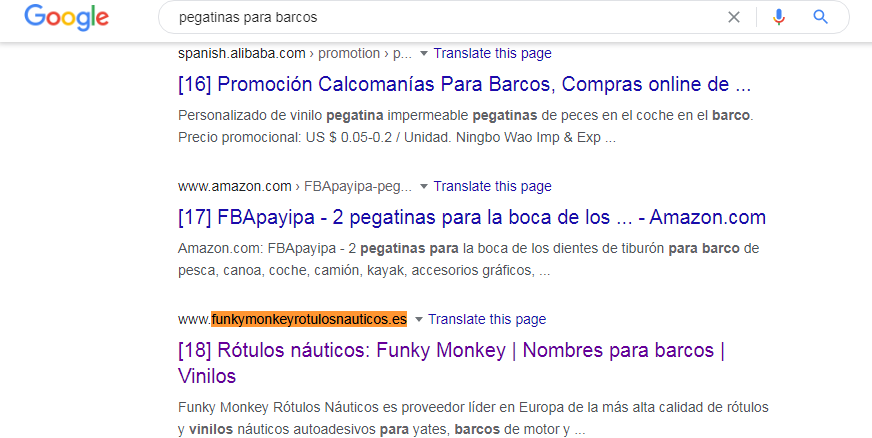 Google
pegatinas para barcos
spanish.alibaba.com › promotion › p... Translate this page
[16] Promoción Calcomanías Para Barcos, Compras online de ...
Personalizado de vinilo pegatina impermeable pegatinas de peces en el coche en el barco.
Precio promocional: US $ 0.05-0.2 / Unidad. Ningbo Wao Imp & Exp ...
www.amazon.com › FBApayipa-peg... Translate this page
[17] FBApayipa - 2 pegatinas para la boca de los ... - Amazon.com
Amazon.com: FBApayipa - 2 pegatinas para la boca de los dientes de tiburón para barco de
pesca, canoa, coche, camión, kayak, accesorios gráficos, ...
www.funkymonkeyrotulosnauticos.es Translate this page
[18] Rótulos náuticos: Funky Monkey | Nombres para barcos |
Vinilos
Funky Monkey Rótulos Náuticos es proveedor líder en Europa de la más alta calidad de rótulos
y vinilos náuticos autoadesivos para yates, barcos de motor y ...